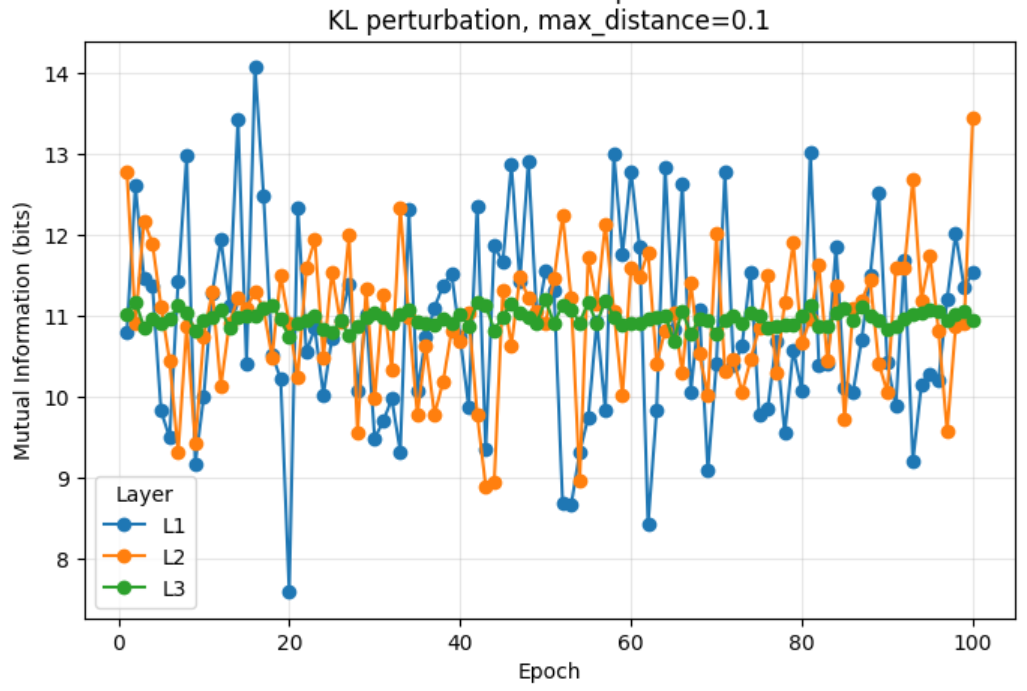 KL perturbation, max_distance=0.1
Mutual Information (bits)
14
13
12
11
10
9
8
Layer
L1
L2
L3
0
20
40
60
80
100
Epoch